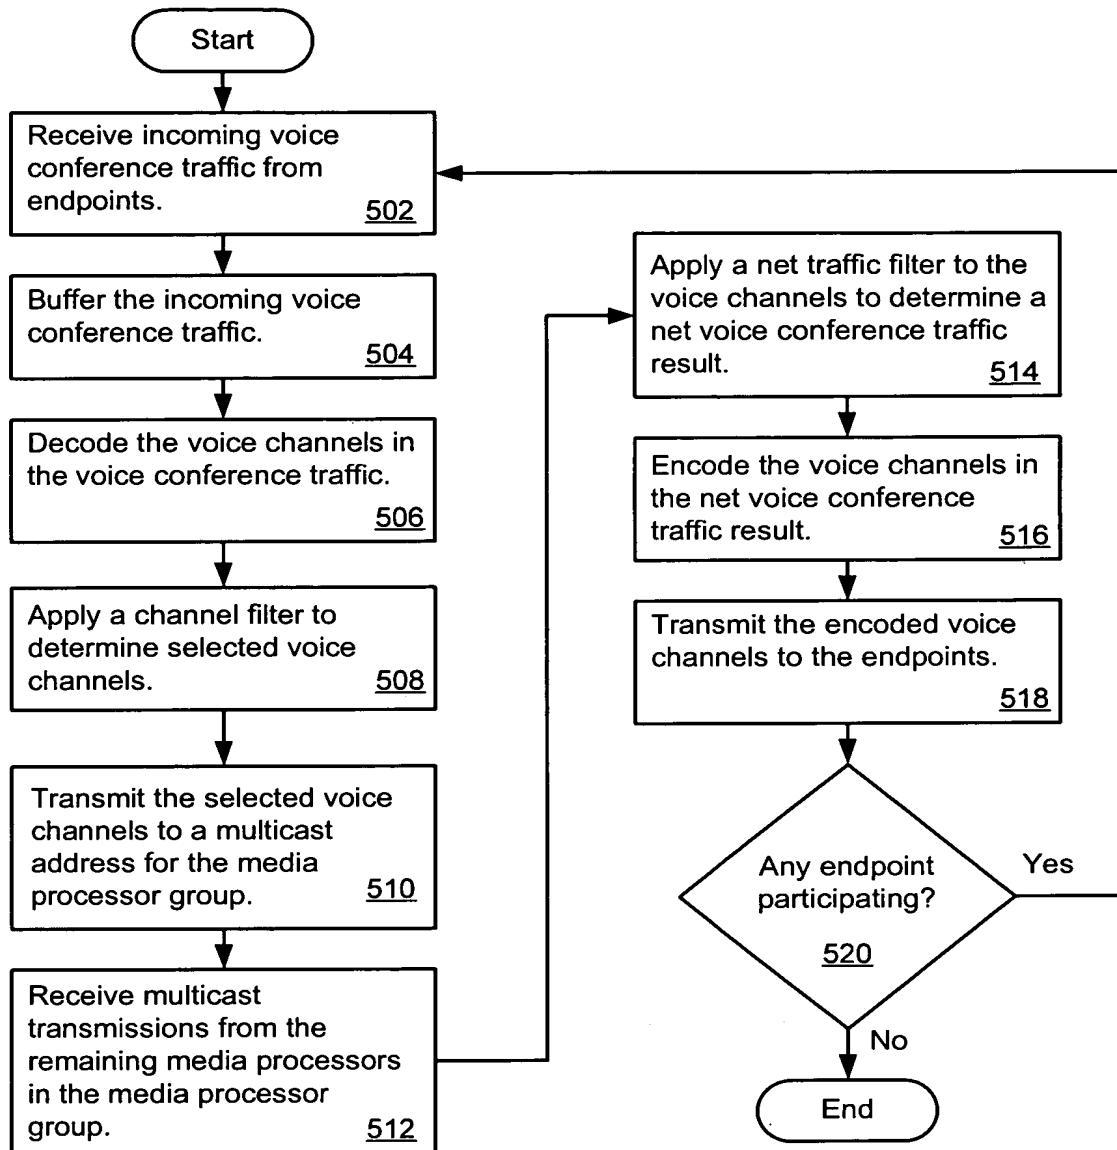 Start
Receive incoming voice
conference traffic from
endpoints.
502
Buffer the incoming voice
conference traffic.
504
Decode the voice channels in
the voice conference traffic.
506
Apply a channel filter to
determine selected voice
channels.
508
Transmit the selected voice
channels to a multicast
address for the media
processor group.
510
Receive multicast
transmissions from the
remaining media processors
in the media processor
group.
512
Apply a net traffic filter to the
voice channels to determine a
net voice conference traffic
result.
514
Encode the voice channels in
the net voice conference
traffic result.
516
Transmit the encoded voice
channels to the endpoints.
518
Any endpoint
participating?
520
Yes
No
End